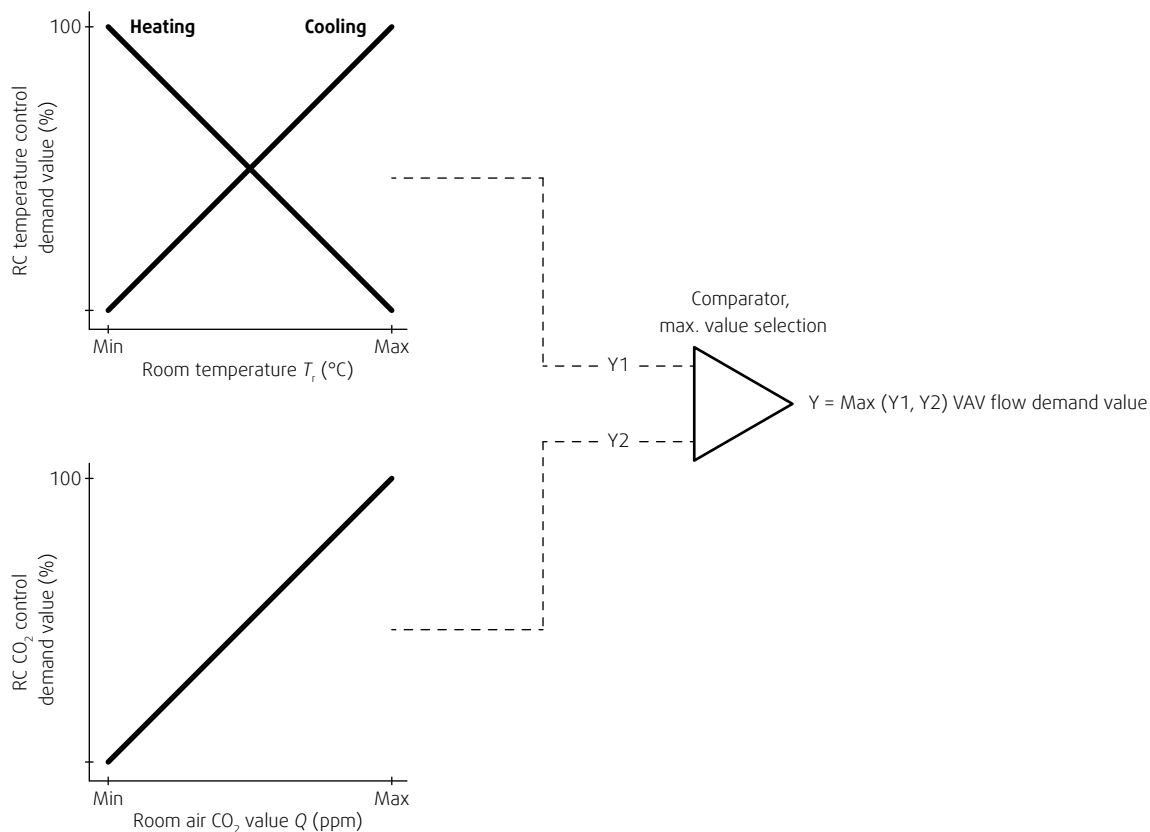 100
Heating
Cooling
RC temperature control
demand value (%)
Min
Max
Room temperature Tᵣ (°C)
Comparator,
max. value selection
Y1
Y = Max (Y1, Y2) VAV flow demand value
Y2
100
RC CO₂ control
demand value (%)
Min
Max
Room air CO₂ value Q (ppm)